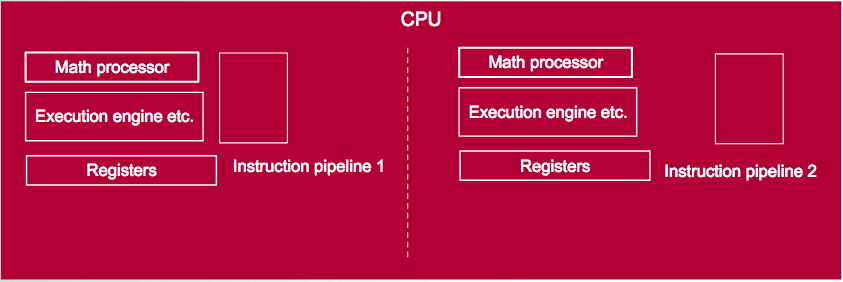 CPU
Math processor
Execution engine etc.
Registers
Instruction pipeline 1
Math processor
Execution engine etc.
Registers
Instruction pipeline 2